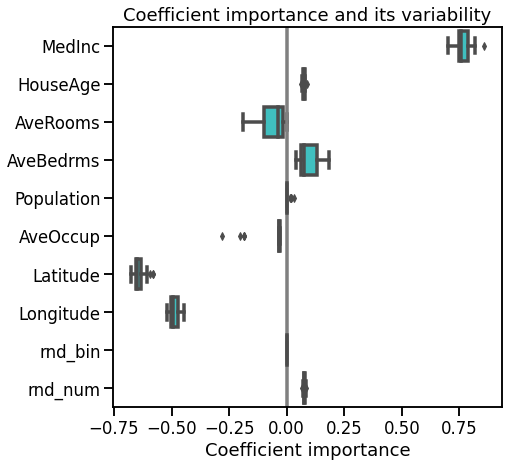 Coefficient importance and its variability
MedInc
HouseAge
AveRooms
AveBedrms
Population
AveOccup
Latitude
Longitude
rnd_bin
rnd_num
−0.75 −0.50 −0.25 0.00 0.25 0.50 0.75
Coefficient importance